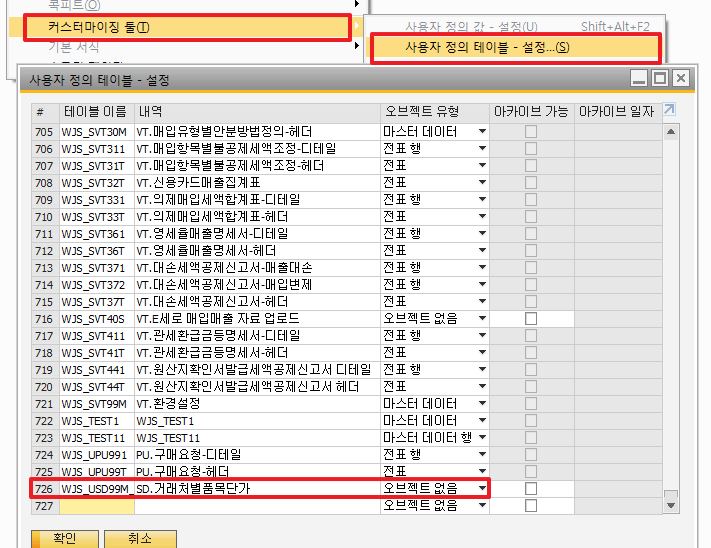 콕피트(O)
커스터마이징 툴(T)
기본 서식
사용자 정의 값 - 설정(U) Shift+Alt+F2
사용자 정의 테이블 - 설정...(S)
사용자 정의 테이블 - 설정
# 테이블 이름 내역 오브젝트 유형 아카이브 가능 아카이브 일자
705 WJS_SVT30M VT.매입유형별안분방법정의-헤더 마스터 데이터
706 WJS_SVT311 VT.매입항목별불공제세액조정-디테일 전표 행
707 WJS_SVT31T VT.매입항목별불공제세액조정-헤더 전표
708 WJS_SVT32T VT.신용카드매출집계표 전표
709 WJS_SVT331 VT.의제매입세액합계표-디테일 전표 행
710 WJS_SVT33T VT.의제매입세액합계표-헤더 전표
711 WJS_SVT361 VT.영세율매출명세서-디테일 전표 행
712 WJS_SVT36T VT.영세율매출명세서-헤더 전표
713 WJS_SVT371 VT.대손세액공제신고서-매출대손 전표 행
714 WJS_SVT372 VT.대손세액공제신고서-매입변제 전표 행
715 WJS_SVT37T VT.대손세액공제신고서-헤더 전표
716 WJS_SVT40S VT.E세로 매입매출 자료 업로드 오브젝트 없음
717 WJS_SVT411 VT.관세환급금등명세서-디테일 전표 행
718 WJS_SVT41T VT.관세환급금등명세서-헤더 전표
719 WJS_SVT441 VT.원산지확인서발급세액공제신고서 디테일 전표 행
720 WJS_SVT44T VT.원산지확인서발급세액공제신고서 헤더 전표
721 WJS_SVT99M VT.환경설정 마스터 데이터
722 WJS_TEST1 WJS_TEST1 마스터 데이터
723 WJS_TEST11 WJS_TEST11 마스터 데이터 행
724 WJS_UPU991 PU.구매요청-디테일 전표 행
725 WJS_UPU99T PU.구매요청-헤더 전표
726 WJS_USD99M_ SD.거래처별품목단가 오브젝트 없음
727 오브젝트 없음
확인 취소